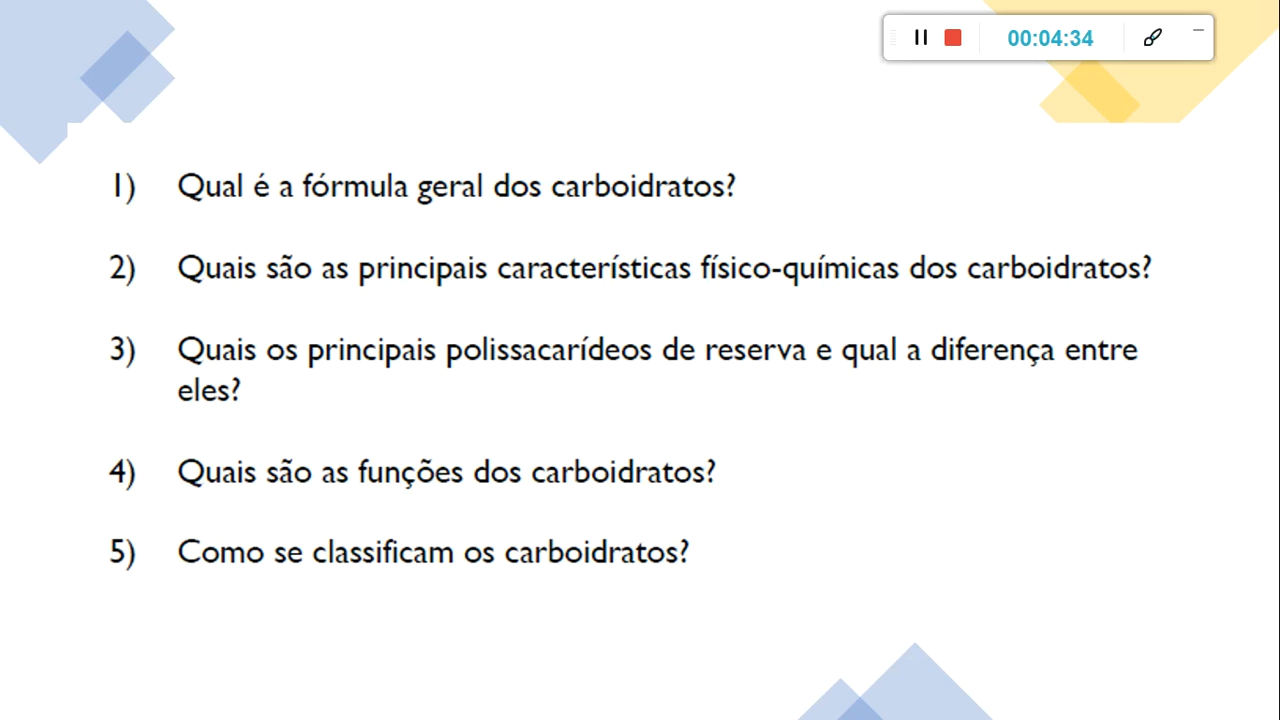 00:04:34
1) Qual é a fórmula geral dos carboidratos?
2) Quais são as principais características físico-químicas dos carboidratos?
3) Quais os principais polissacarídeos de reserva e qual a diferença entre
eles?
4) Quais são as funções dos carboidratos?
5) Como se classificam os carboidratos?